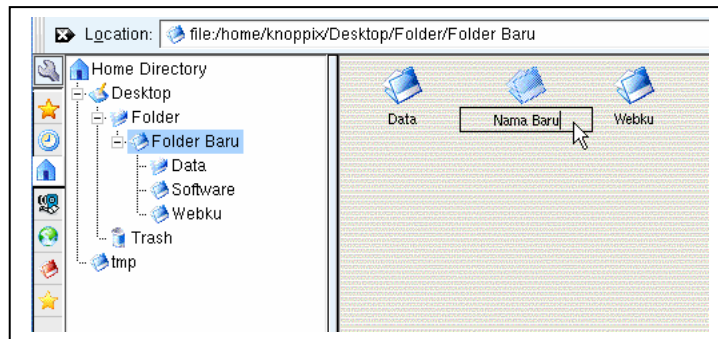 Location: file:/home/knoppix/Desktop/Folder/Folder Baru
Home Directory
Desktop
Folder
Folder Baru
Data
Software
Webku
Trash
tmp
Data Nama Baru Webku